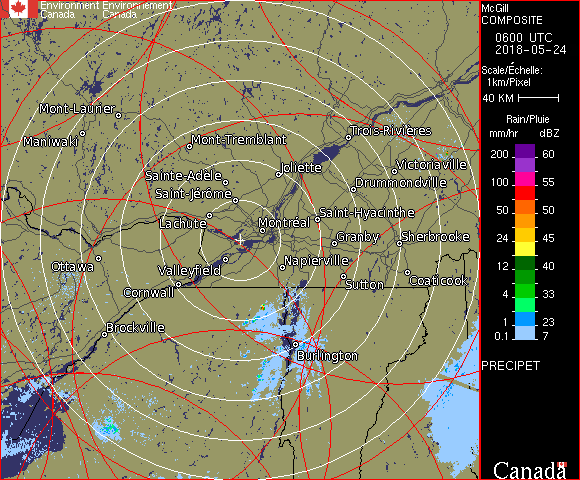 Environment Environnement
Canada Canada
McGill
COMPOSITE
0600 UTC
2018-05-24
Scale/Échelle:
1km/Pixel
40 KM
Rain/Pluie
mm/hr dBZ
200 60
100 55
50 50
24 45
12 40
4 33
1 23
0.1 7
PRECIPET
Canada
Mont-Laurier
Maniwaki
Mont-Tremblant
Trois-Rivières
Sainte-Adèle
Joliette
Victoriaville
Saint-Jérôme
Drummondville
Lachute
Montréal
Saint-Hyacinthe
Granby
Sherbrooke
Ottawa
Valleyfield
Napierville
Cornwall
Sutton
Coaticook
Brockville
Burlington